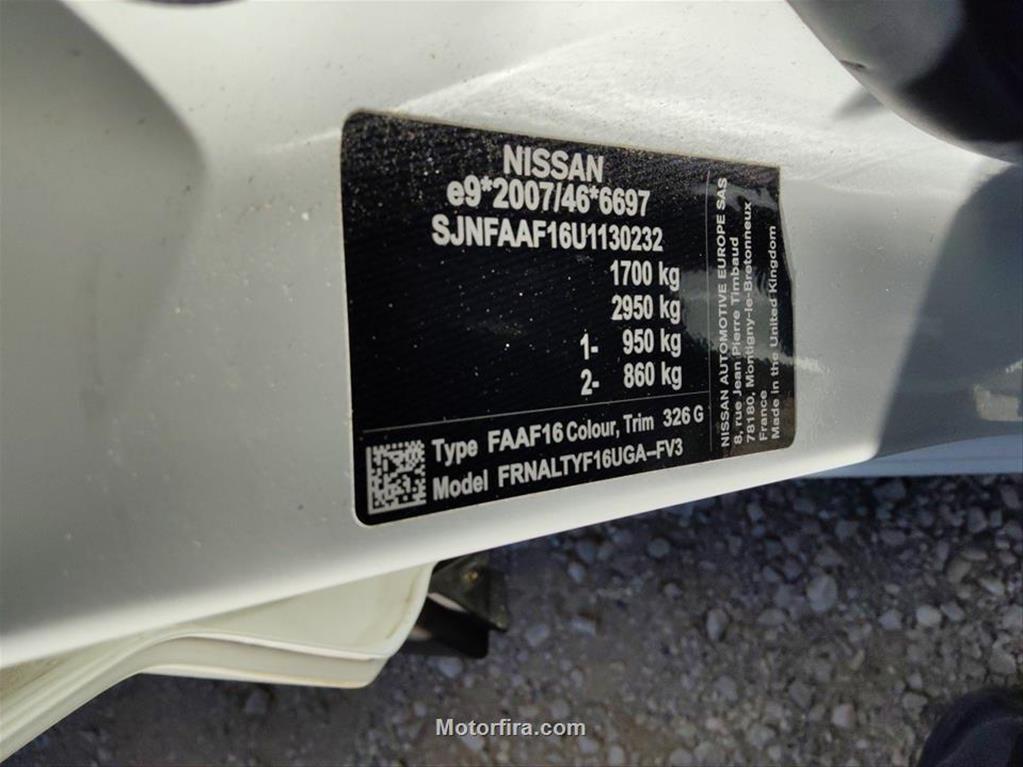 NISSAN
e9*2007/46*6697
SJNFAAF16U1130232
1700 kg
2950 kg
1- 950 kg
2- 860 kg
Type FAAF16 Colour, Trim 326 G
Model FRNALTYF16UGA-FV3
NISSAN AUTOMOTIVE EUROPE SAS
8, rue Jean Pierre Timbaud
78180, Montigny-le-Bretonneux
France
Made in the United Kingdom
Motorfira.com